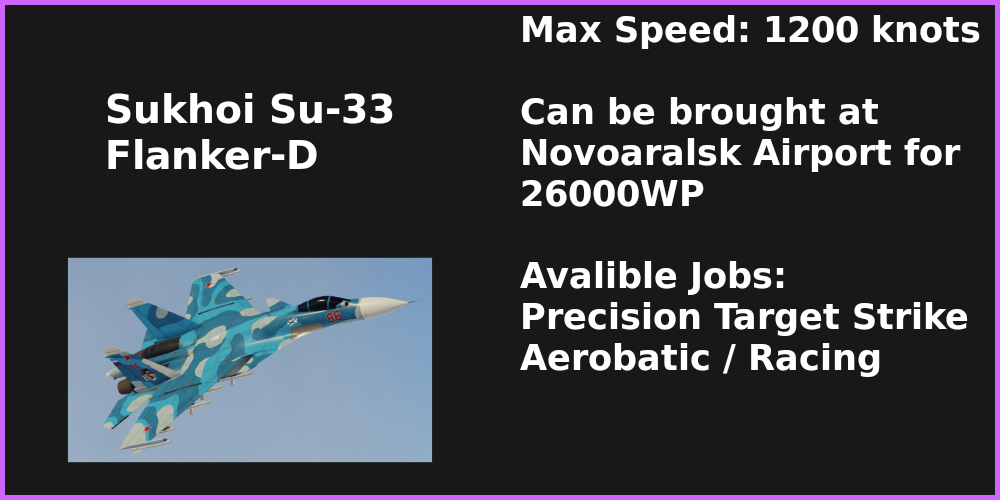 Sukhoi Su-33
Flanker-D
Max Speed: 1200 knots
Can be brought at
Novoaralsk Airport for
26000WP
Avalible Jobs:
Precision Target Strike
Aerobatic / Racing
86